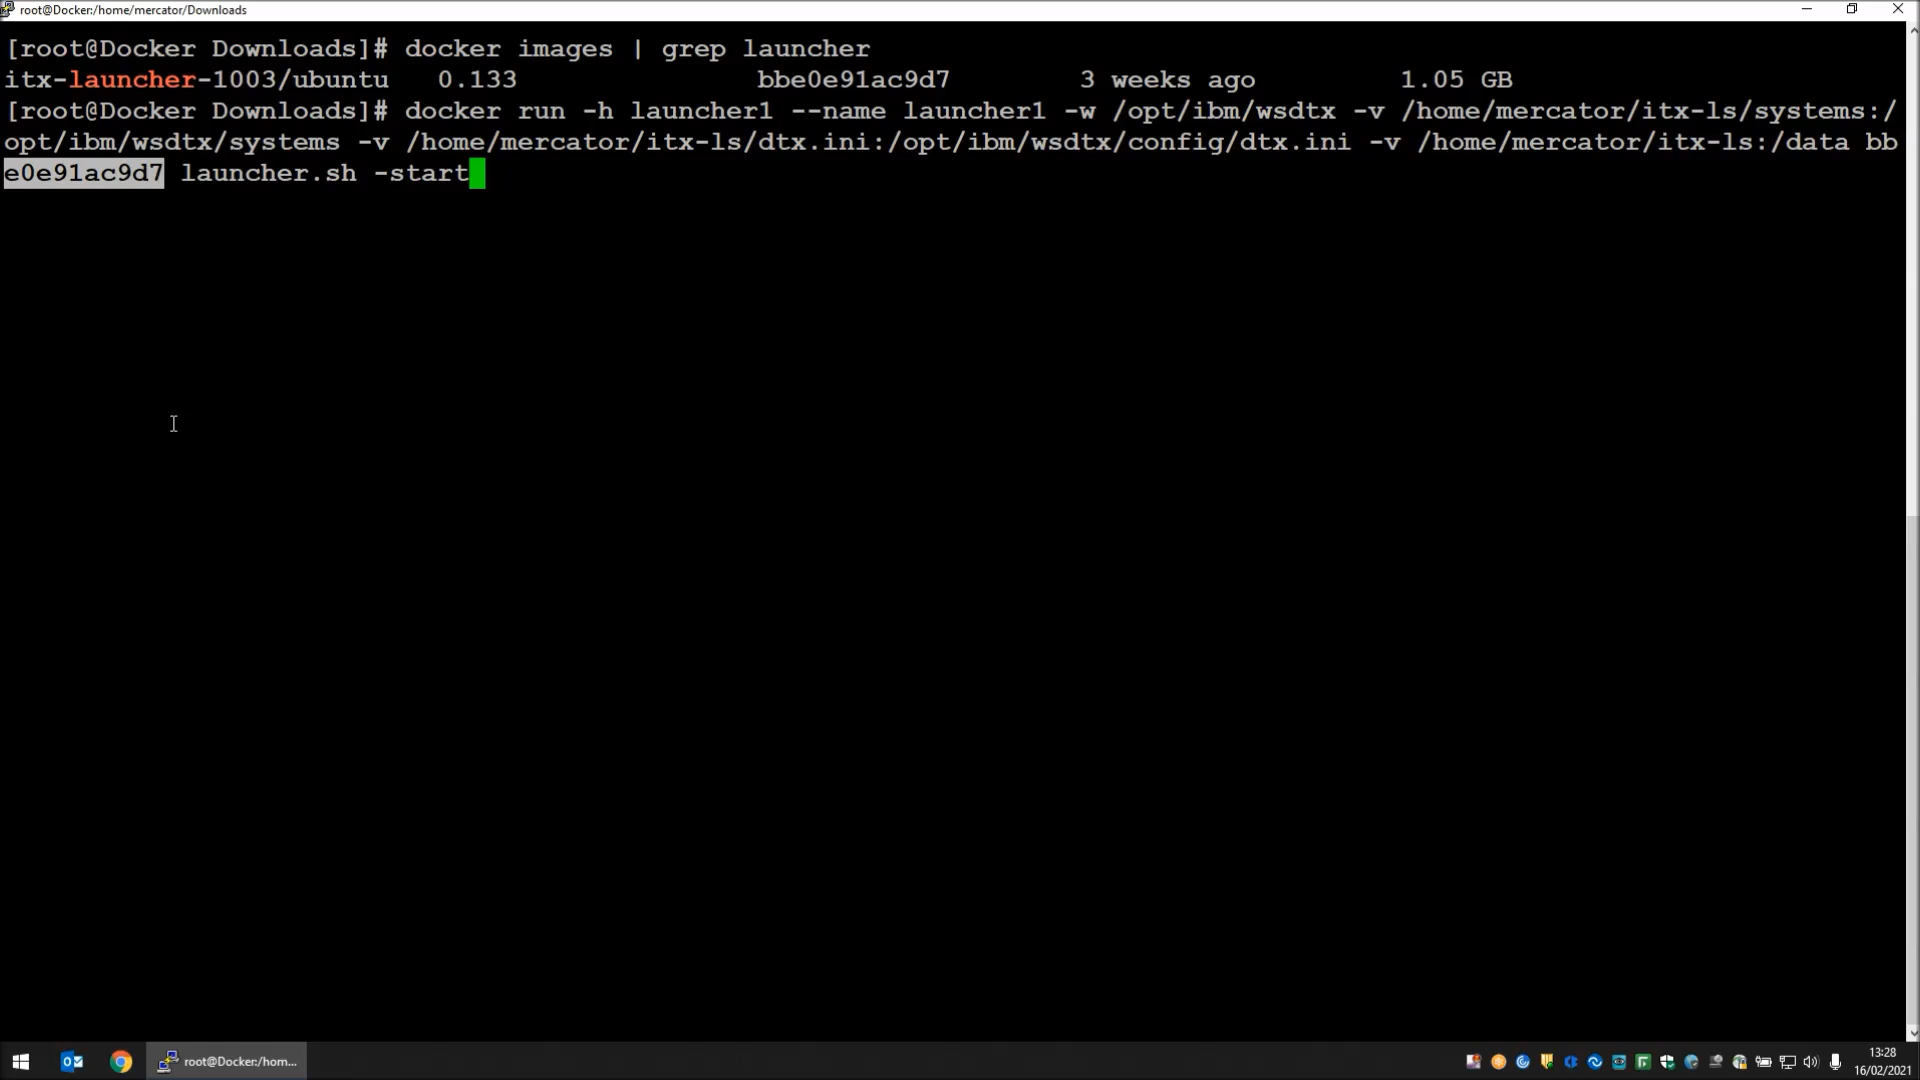 root@Docker:/home/mercator/Downloads
[root@Docker Downloads]# docker images | grep launcher
itx-launcher-1003/ubuntu   0.133               bbe0e91ac9d7        3 weeks ago         1.05 GB
[root@Docker Downloads]# docker run -h launcher1 --name launcher1 -w /opt/ibm/wsdtx -v /home/mercator/itx-ls/systems:/
opt/ibm/wsdtx/systems -v /home/mercator/itx-ls/dtx.ini:/opt/ibm/wsdtx/config/dtx.ini -v /home/mercator/itx-ls:/data bb
e0e91ac9d7 launcher.sh -start
root@Docker:/hom...
13:28
16/02/2021